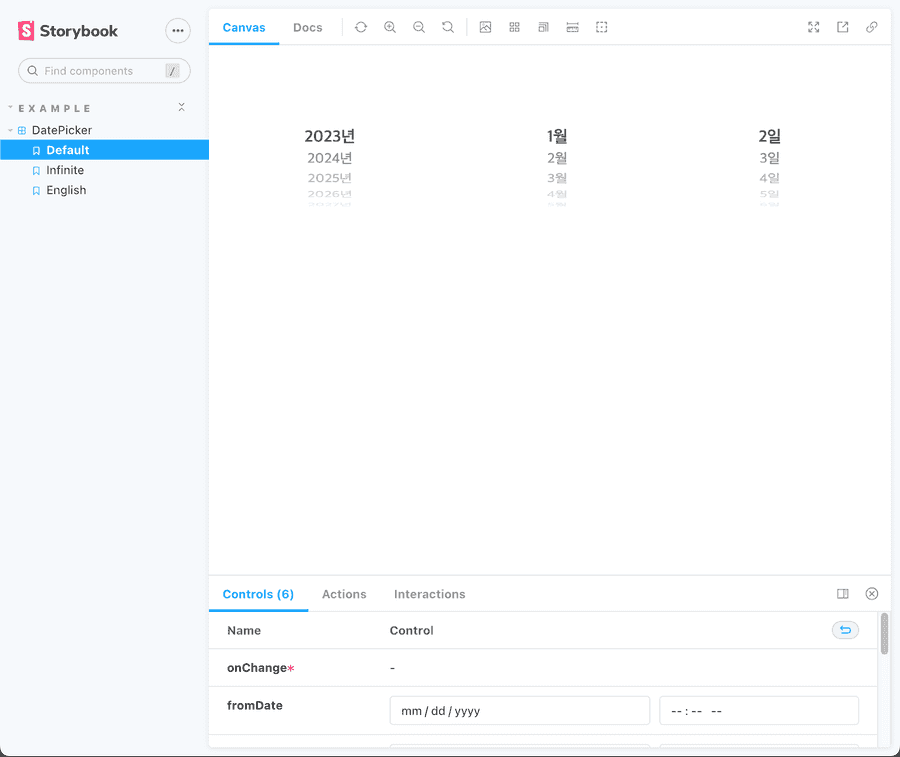 Storybook
Find components /
EXAMPLE
DatePicker
Default
Infinite
English
Canvas Docs
2023년 1월 2일
2024년 2월 3일
2025년 3월 4일
2026년 4월 5일
Controls (6) Actions Interactions
Name Control
onChange* -
fromDate mm / dd / yyyy -- : -- --